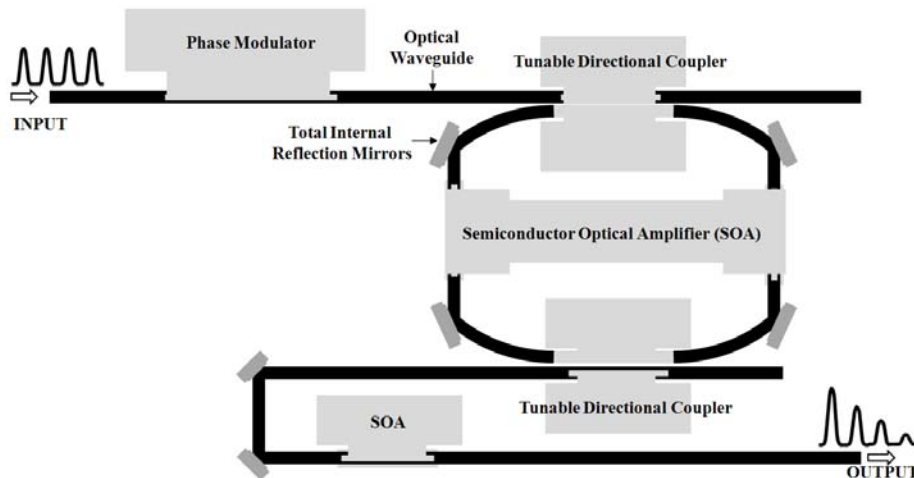 Phase Modulator
Optical
Waveguide
Tunable Directional
Coupler
INPUT
Total Internal
Reflection Mirrors
Semiconductor Optical Amplifier (SOA)
SOA
Tunable Directional
Coupler
OUTPUT